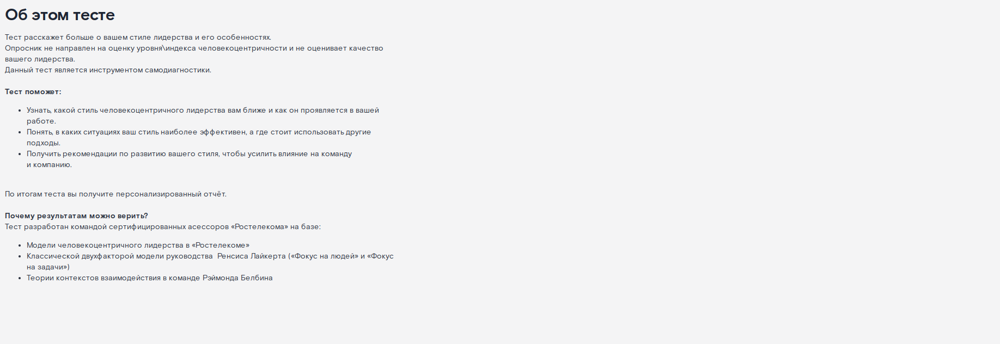 Об этом тесте
Тест расскажет больше о вашем стиле лидерства и его особенностях.
Опросник не направлен на оценку уровня\индекса человекоцентричности и не оценивает качество
вашего лидерства.
Данный тест является инструментом самодиагностики.
Тест поможет:
• Узнать, какой стиль человекоцентричного лидерства вам ближе и как он проявляется в вашей
работе.
• Понять, в каких ситуациях ваш стиль наиболее эффективен, а где стоит использовать другие
подходы.
• Получить рекомендации по развитию вашего стиля, чтобы усилить влияние на команду
и компанию.
По итогам теста вы получите персонализированный отчёт.
Почему результатам можно верить?
Тест разработан командой сертифицированных асессоров «Ростелекома» на базе:
• Модели человекоцентричного лидерства в «Ростелекоме»
• Классической двухфакторой модели руководства  Ренсиса Лайкерта («Фокус на людей» и «Фокус
на задачи»)
• Теории контекстов взаимодействия в команде Рэймонда Белбина